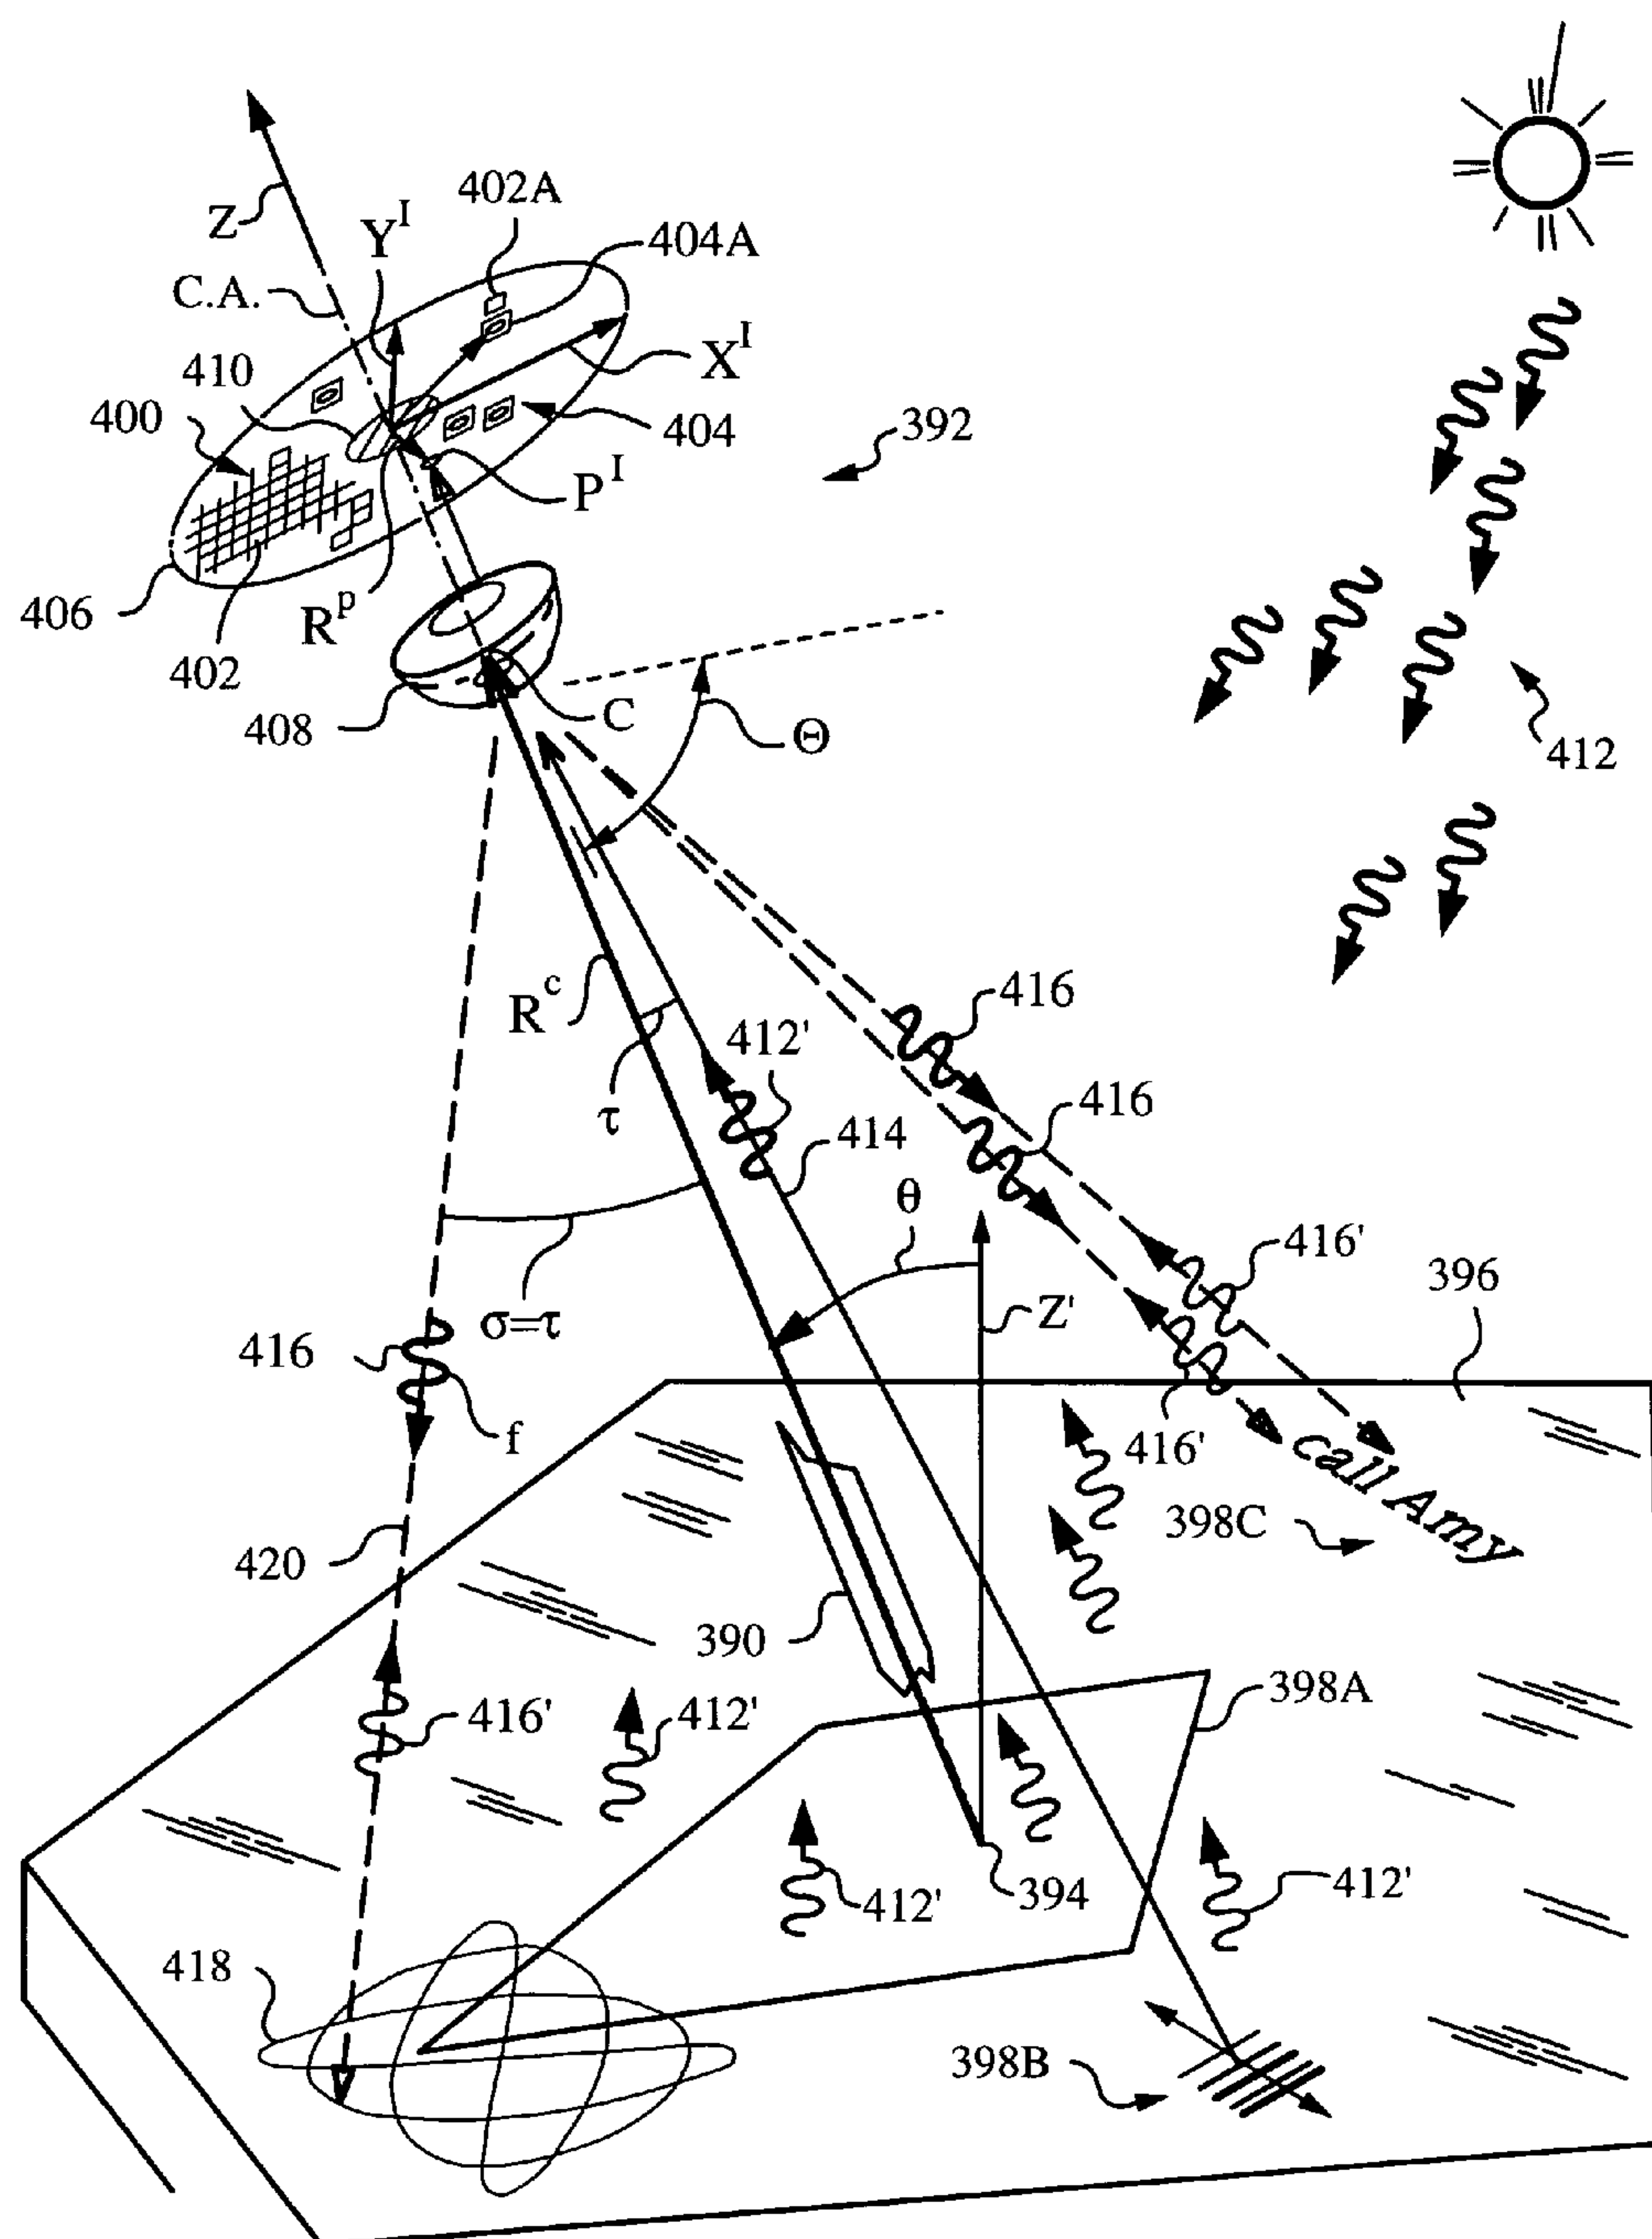 402A
Z
Y^I
404A
C.A.
X^I
410
400
404
392
P^I
406
R^p
402
C
408
Θ
412
R^c
416
412'
τ
416
414
θ
416'
396
Z'
σ=τ
416
f
416'
call Amy
398C
420
390
398A
416'
412'
394
412'
412'
418
398B